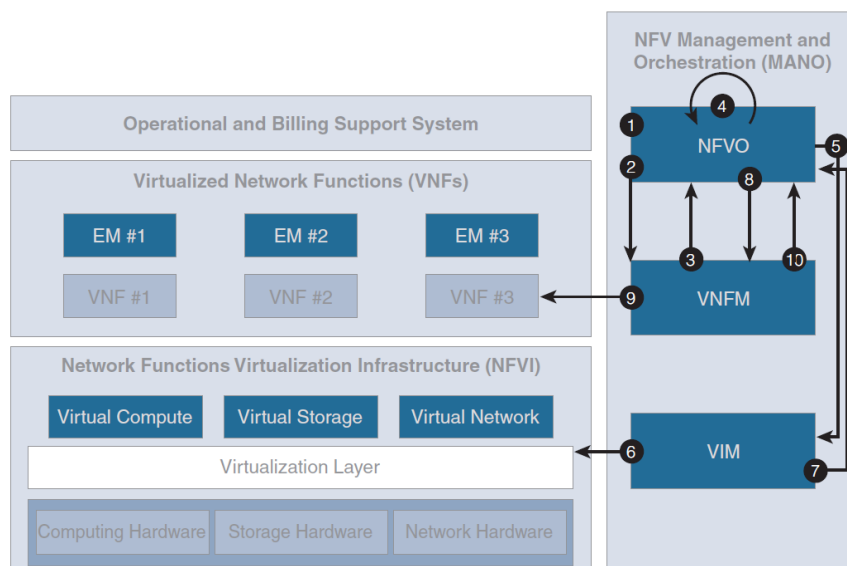 NFV Management and
Orchestration (MANO)
4
1
NFVO
5
2
8
Operational and Billing Support System
Virtualized Network Functions (VNFs)
EM #1
EM #2
EM #3
VNF #1
VNF #2
VNF #3
3
10
9
VNFM
Network Functions Virtualization Infrastructure (NFVI)
Virtual Compute
Virtual Storage
Virtual Network
Virtualization Layer
6
VIM
7
Computing Hardware
Storage Hardware
Network Hardware